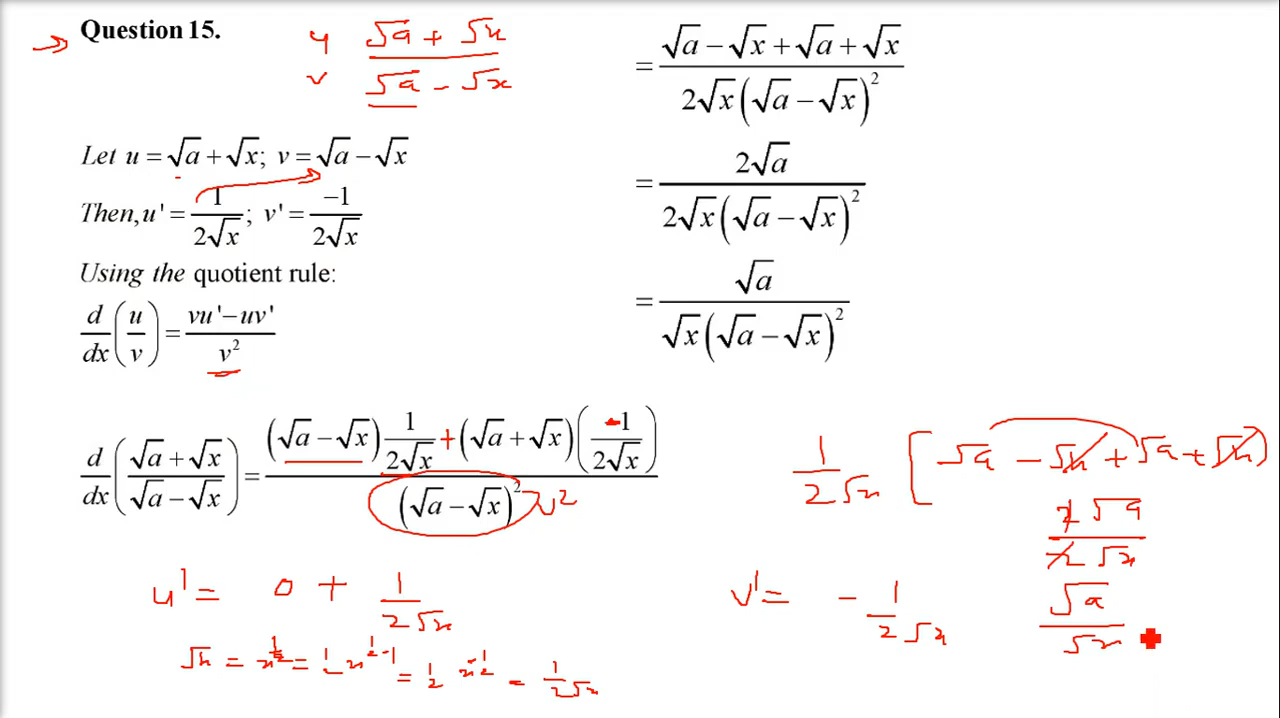 Question 15.
u √a + √x
v √a - √x
Let u = √a + √x; v = √a − √x
Then, u' = 1/(2√x); v' = −1/(2√x)
Using the quotient rule:
d/dx (u/v) = (vu' − uv')/v²
d/dx ((√a + √x)/(√a − √x)) = ((√a − √x) 1/(2√x) + (√a + √x)(-1/(2√x)))/(√a − √x)² v²
u' = 0 + 1/(2√x)
√x = x^(1/2) = 1/2 x^(1/2 - 1) = 1/2 x^(-1/2) = 1/(2√x)
= (√a − √x + √a + √x)/(2√x(√a − √x)²)
= 2√a/(2√x(√a − √x)²)
= √a/(√x(√a − √x)²)
1/(2√x) [√a - √x + √a + √x)
2√a/(2√x)
v' = - 1/(2√x)
√a/√x